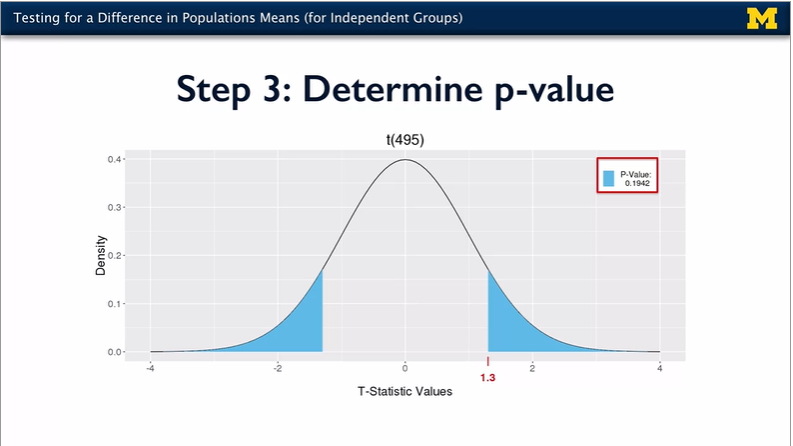 Testing for a Difference in Populations Means (for Independent Groups)
M
Step 3: Determine p-value
t(495)
P-Value:
0.1942
0.4
0.3
0.2
0.1
0.0
Density
-4 -2 0 2 4
1.3
T-Statistic Values